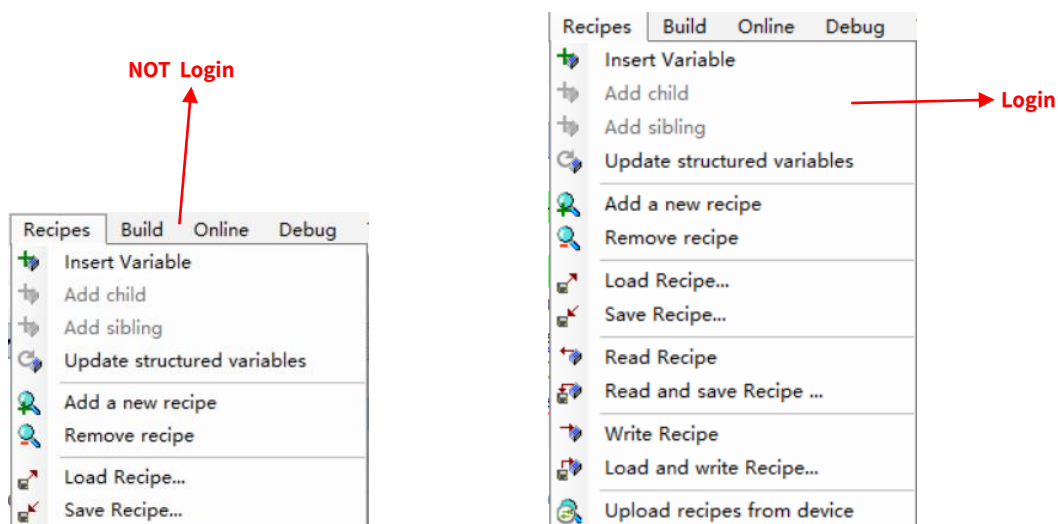 NOT Login
Recipes Build Online Debug
Insert Variable
Add child
Add sibling
Update structured variables
Add a new recipe
Remove recipe
Load Recipe...
Save Recipe...
Recipes Build Online Debug
Insert Variable
Add child
Add sibling
Update structured variables
Add a new recipe
Remove recipe
Load Recipe...
Save Recipe...
Read Recipe
Read and save Recipe ...
Write Recipe
Load and write Recipe...
Upload recipes from device
Login